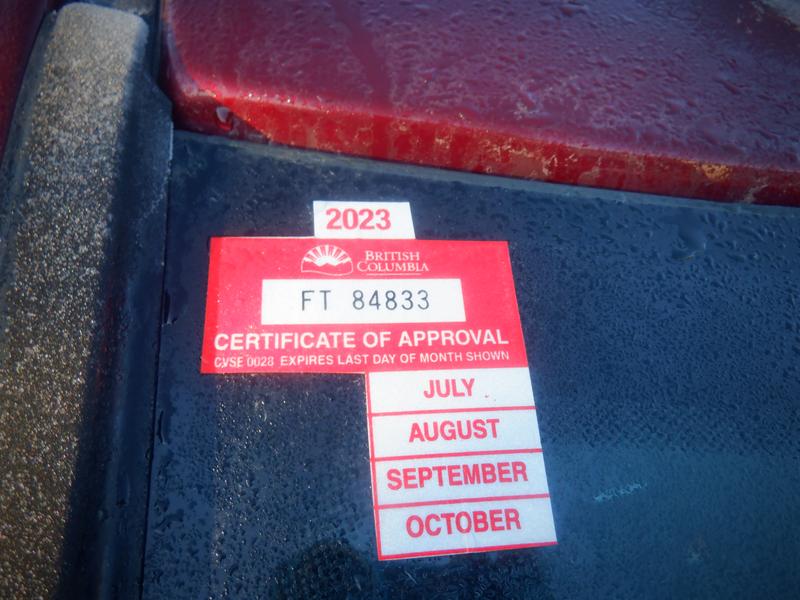 2023
BRITISH
COLUMBIA
FT 84833
CERTIFICATE OF APPROVAL
CVSE 0028 EXPIRES LAST DAY OF MONTH SHOWN
JULY
AUGUST
SEPTEMBER
OCTOBER